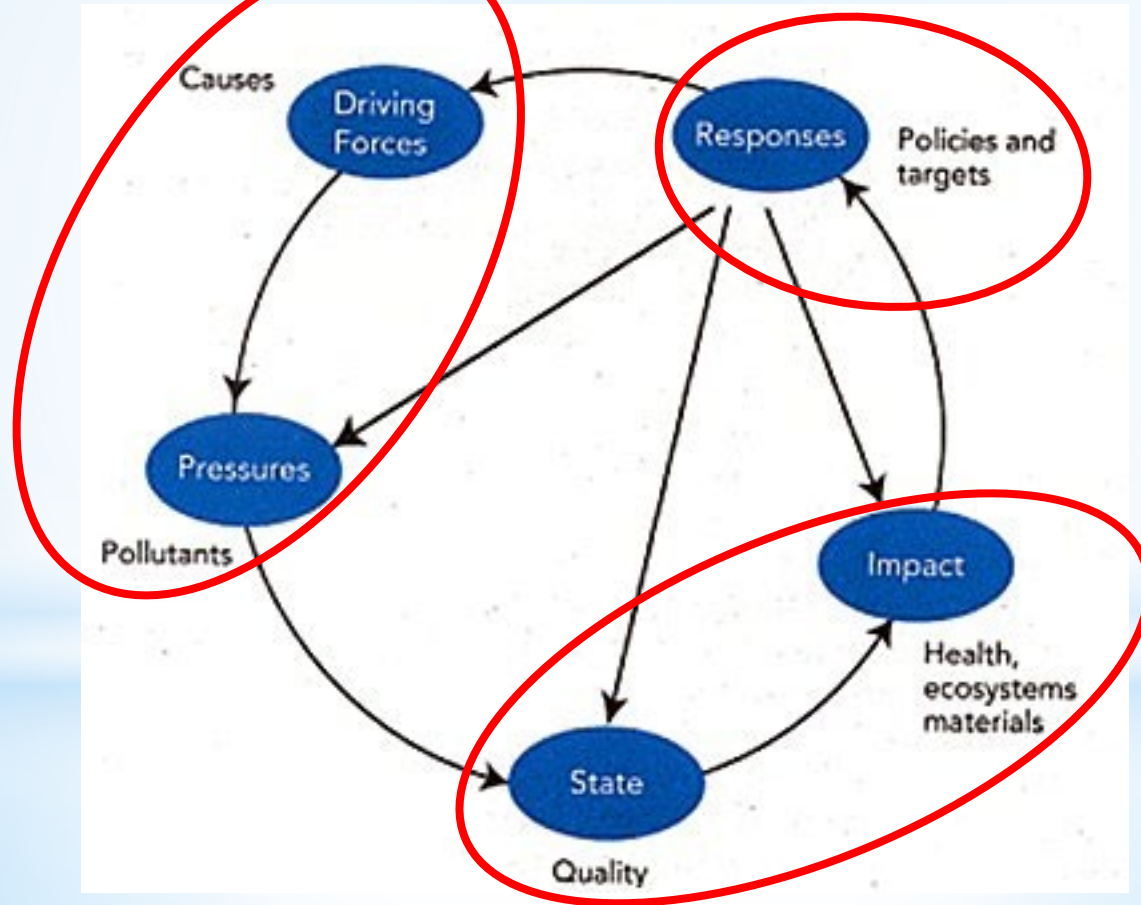 Causes
Driving
Forces
Responses
Policies and
targets
Pressures
Pollutants
Impact
Health,
ecosystems
materials
State
Quality